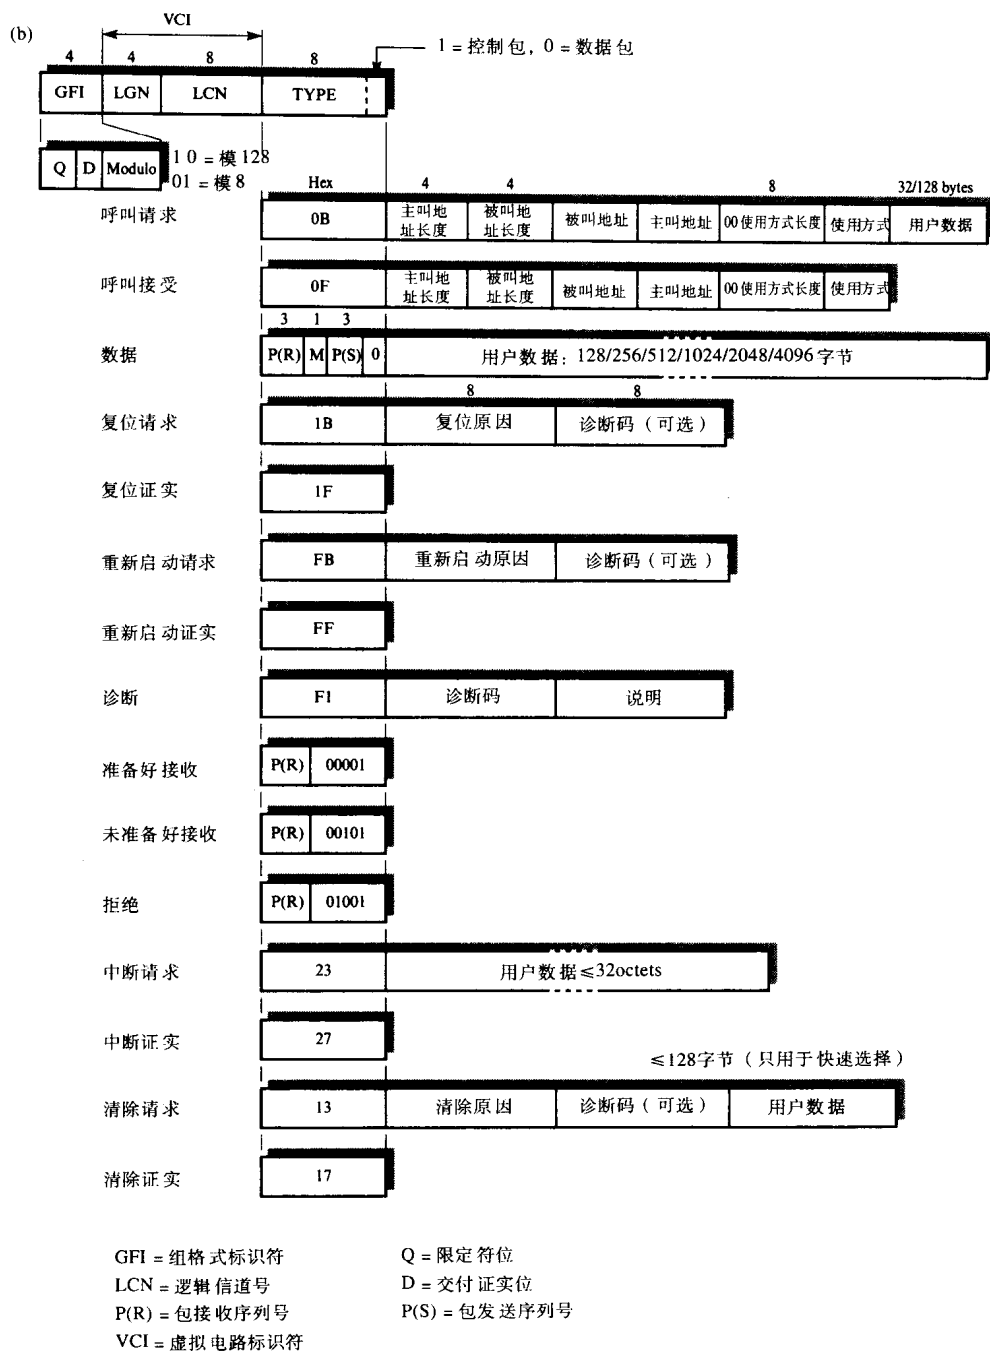 (b)
VCI
1 = 控制包，0 = 数据包
4 4 8 8
GFI LGN LCN TYPE
Q D Modulo
1 0 = 模 128
01 = 模 8
Hex 4 4 8 32/128 bytes
呼叫请求 0B 主叫地址长度 被叫地址长度 被叫地址 主叫地址 00 使用方式长度 使用方式 用户数据
呼叫接受 0F 主叫地址长度 被叫地址长度 被叫地址 主叫地址 00 使用方式长度 使用方式
3 1 3
数据 P(R) M P(S) 0 用户数据：128/256/512/1024/2048/4096 字节
8 8
复位请求 1B 复位原因 诊断码（可选）
复位证实 1F
重新启动请求 FB 重新启动原因 诊断码（可选）
重新启动证实 FF
诊断 F1 诊断码 说明
准备好接收 P(R) 00001
未准备好接收 P(R) 00101
拒绝 P(R) 01001
中断请求 23 用户数据≤32octets
中断证实 27
≤128字节（只用于快速选择）
清除请求 13 清除原因 诊断码（可选） 用户数据
清除证实 17
GFI = 组格式标识符 Q = 限定符位
LCN = 逻辑信道号 D = 交付证实位
P(R) = 包接收序列号 P(S) = 包发送序列号
VCI = 虚拟电路标识符